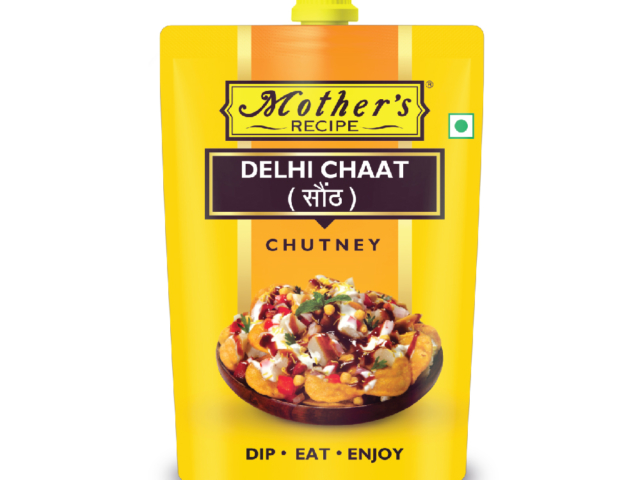 Mother's®
RECIPE
DELHI CHAAT
(सौंठ)
CHUTNEY
DIP • EAT • ENJOY